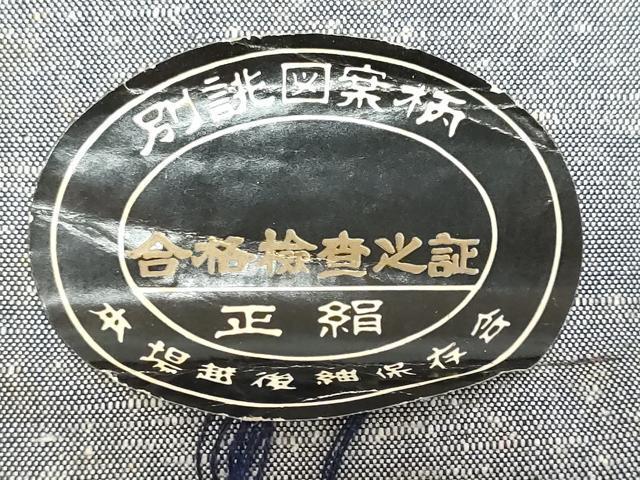 別誂図案柄
合格検査之証
正絹
本場越後紬保存会